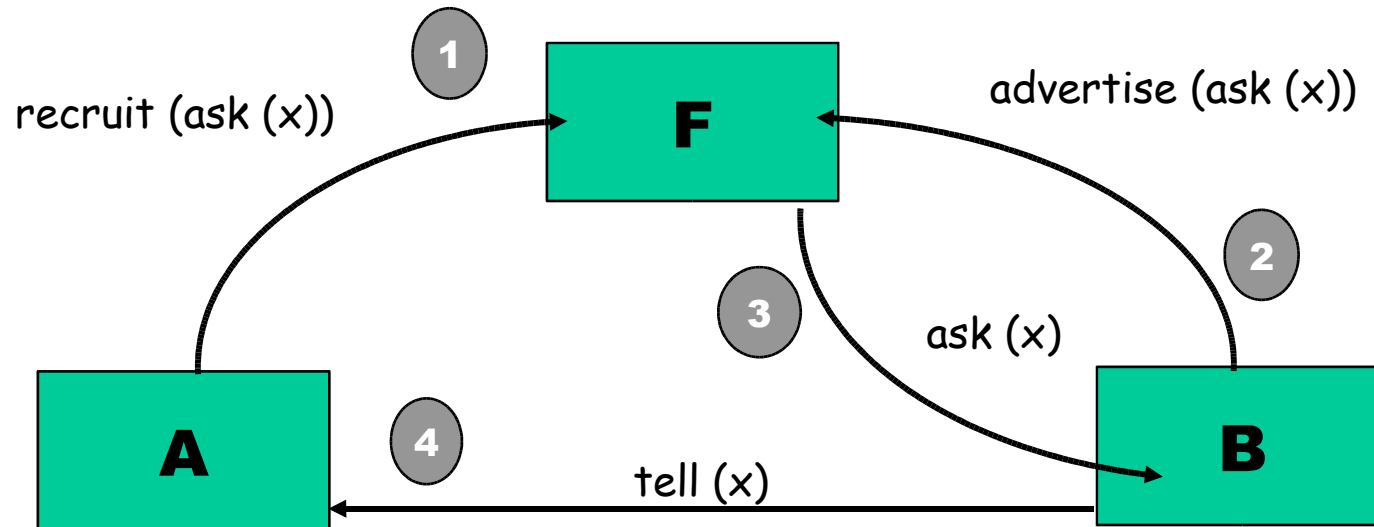 1
F
advertise (ask (x))
recruit (ask (x))
2
3
ask (x)
A
4
tell (x)
B